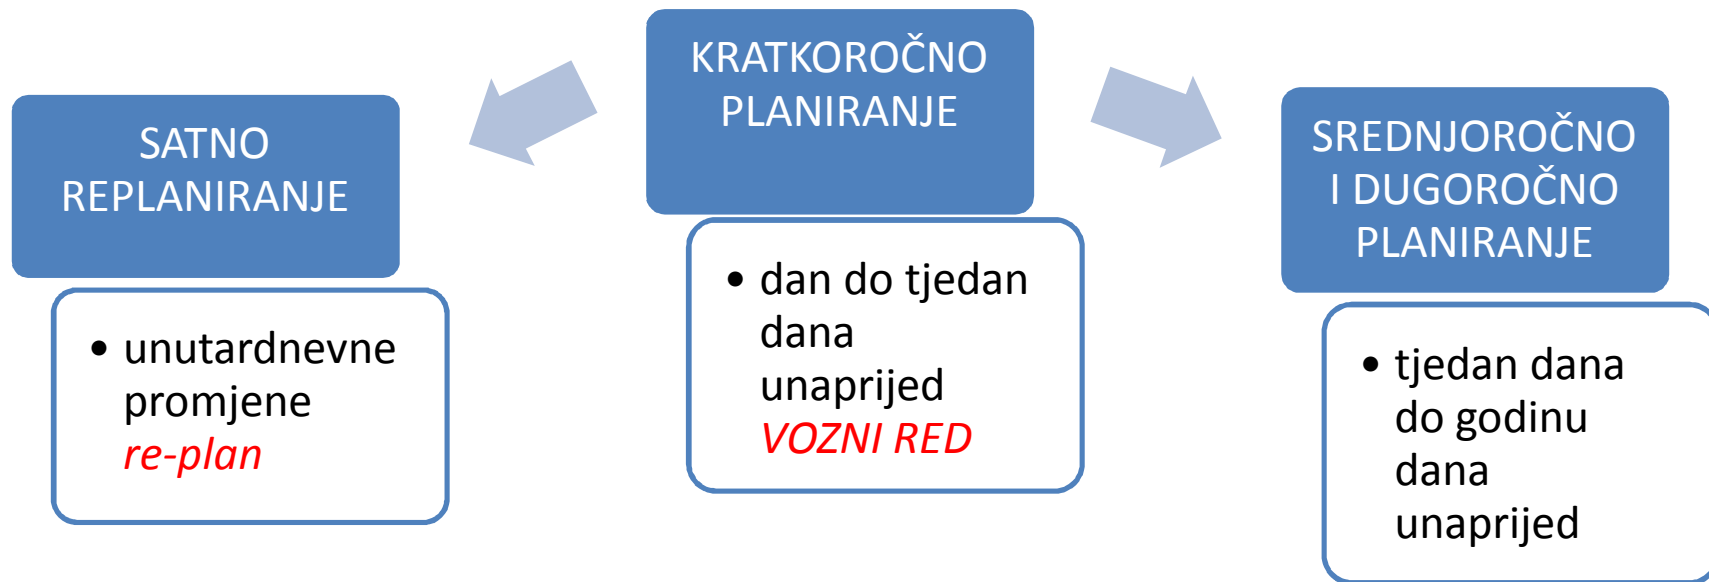 SATNO
REPLANIRANJE
• unutardnevne
promjene
re-plan
KRATKOROČNO
PLANIRANJE
• dan do tjedan
dana
unaprijed
VOZNI RED
SREDNJOROČNO
I DUGOROČNO
PLANIRANJE
• tjedan dana
do godinu
dana
unaprijed